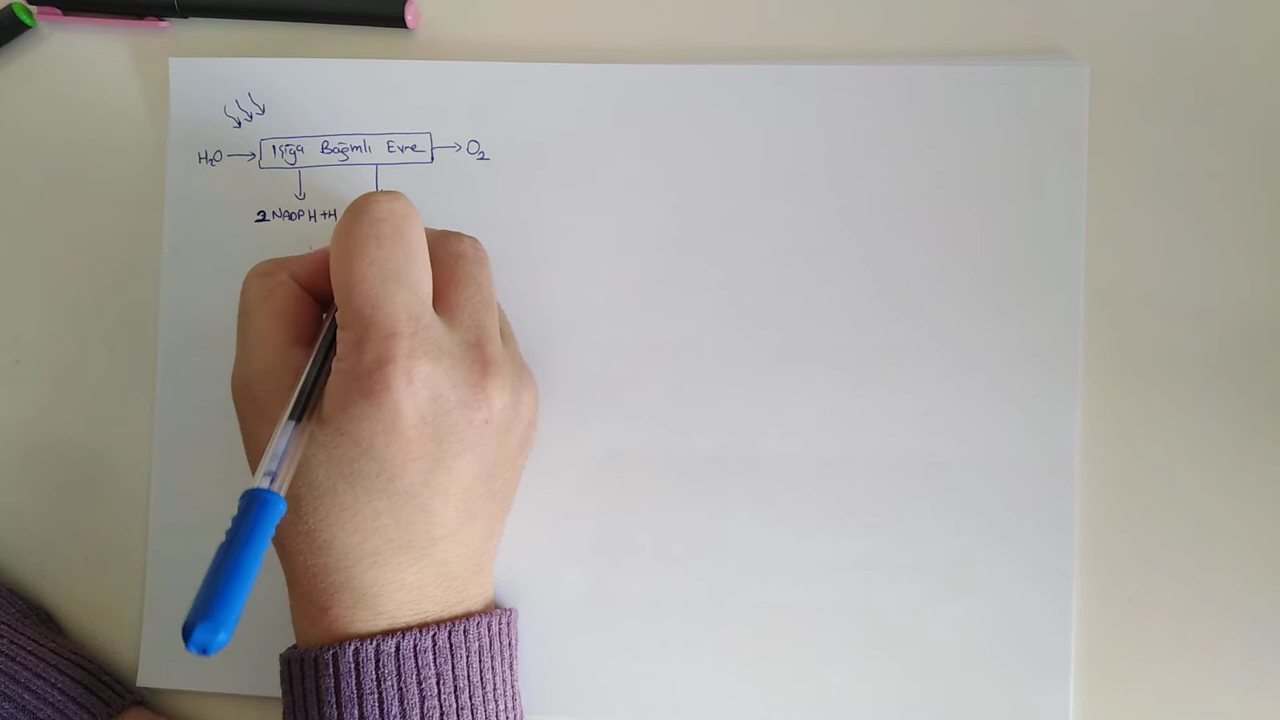 H₂O → Işığa Bağımlı Evre → O₂
2 NADPH+H